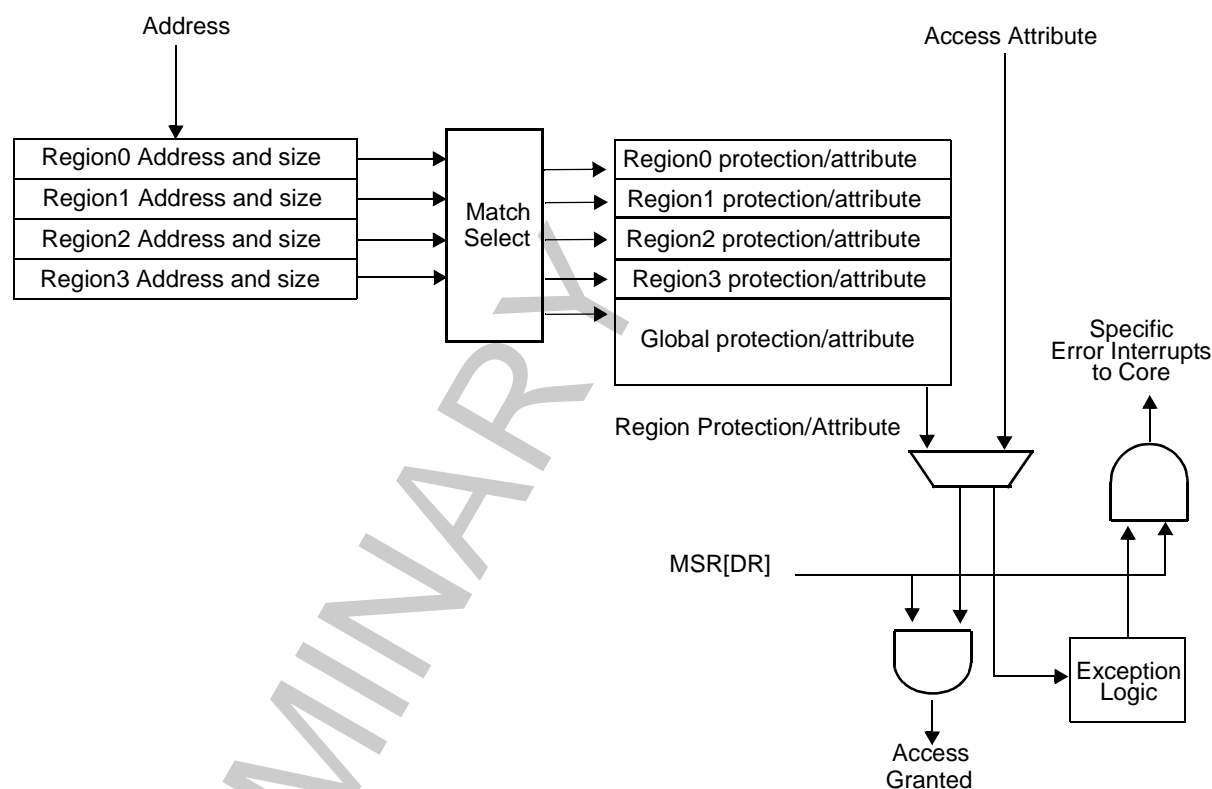 Address
Access Attribute
Region0 Address and size
Region1 Address and size
Region2 Address and size
Region3 Address and size
Match
Select
Region0 protection/attribute
Region1 protection/attribute
Region2 protection/attribute
Region3 protection/attribute
Global protection/attribute
Specific
Error Interrupts
to Core
Region Protection/Attribute
MSR[DR]
Exception
Logic
Access
Granted
MINARY